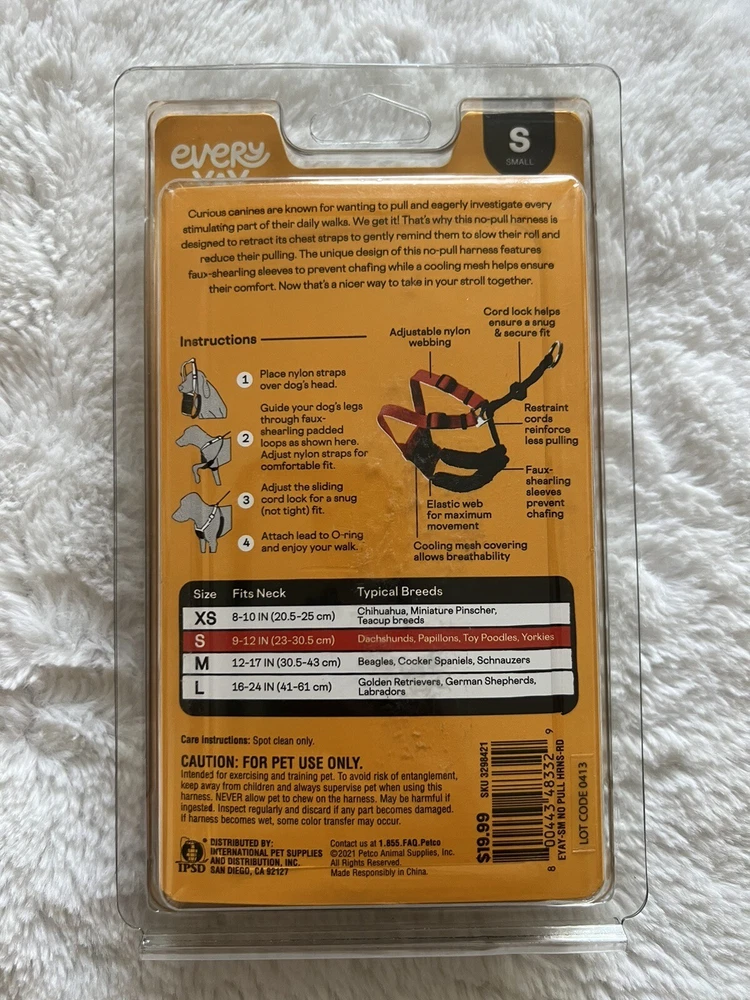 every
yay
S
SMALL
Curious canines are known for wanting to pull and eagerly investigate every
stimulating part of their daily walks. We get it! That's why this no-pull harness is
designed to retract its chest straps to gently remind them to slow their roll and
reduce their pulling. The unique design of this no-pull harness features
faux-shearling sleeves to prevent chafing while a cooling mesh helps ensure
their comfort. Now that's a nicer way to take in your stroll together.
Instructions
1 Place nylon straps
over dog's head.
2 Guide your dog's legs
through faux-
shearling padded
loops as shown here.
Adjust nylon straps for
comfortable fit.
3 Adjust the sliding
cord lock for a snug
(not tight) fit.
4 Attach lead to O-ring
and enjoy your walk.
Adjustable nylon
webbing
Cord lock helps
ensure a snug
& secure fit
Restraint
cords
reinforce
less pulling
Faux-
shearling
sleeves
prevent
chafing
Elastic web
for maximum
movement
Cooling mesh covering
allows breathability
Size Fits Neck Typical Breeds
XS 8-10 IN (20.5-25 cm) Chihuahua, Miniature Pinscher,
Teacup breeds
S 9-12 IN (23-30.5 cm) Dachshunds, Papillons, Toy Poodles, Yorkies
M 12-17 IN (30.5-43 cm) Beagles, Cocker Spaniels, Schnauzers
L 16-24 IN (41-61 cm) Golden Retrievers, German Shepherds,
Labradors
Care Instructions: Spot clean only.
CAUTION: FOR PET USE ONLY.
Intended for exercising and training pet. To avoid risk of entanglement,
keep away from children and always supervise pet when using this
harness. NEVER allow pet to chew on the harness. May be harmful if
ingested. Inspect regularly and discard if any part becomes damaged.
If harness becomes wet, some color transfer may occur.
IPSD
DISTRIBUTED BY:
INTERNATIONAL PET SUPPLIES
AND DISTRIBUTION, INC.
SAN DIEGO, CA 92127
Contact us at 1.855.FAQ.Petco
©2021 Petco Animal Supplies, Inc.
All Rights Reserved.
Made Responsibly in China.
$19.99
SKU 3298421
8 00443 48332 9
EYAY-SM NO PULL HRNS-RD
LOT CODE 0413